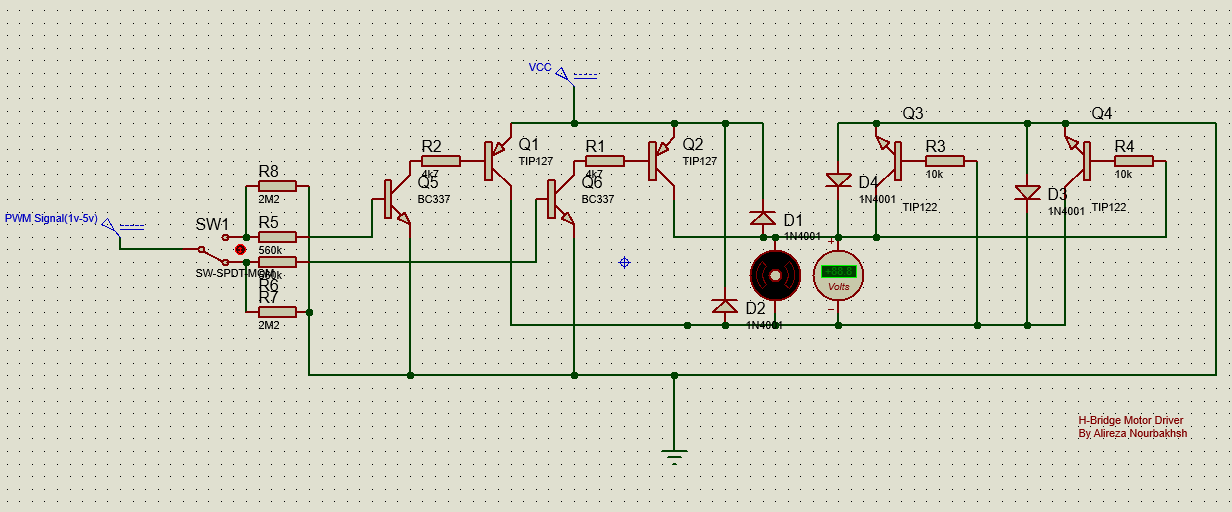 VCC
Q3
Q4
R2
4k7
Q1
TIP127
R1
4k7
Q2
TIP127
R3
10k
R4
10k
R8
2M2
Q5
BC337
Q6
BC337
D4
1N4001
TIP122
D3
1N4001
TIP122
PWM Signal(1v-5v)
SW1
R5
560k
D1
1N4001
SW-SPDT-MOM
R6
R7
2M2
+88.8
Volts
D2
1N4001
H-Bridge Motor Driver
By Alireza Nourbakhsh